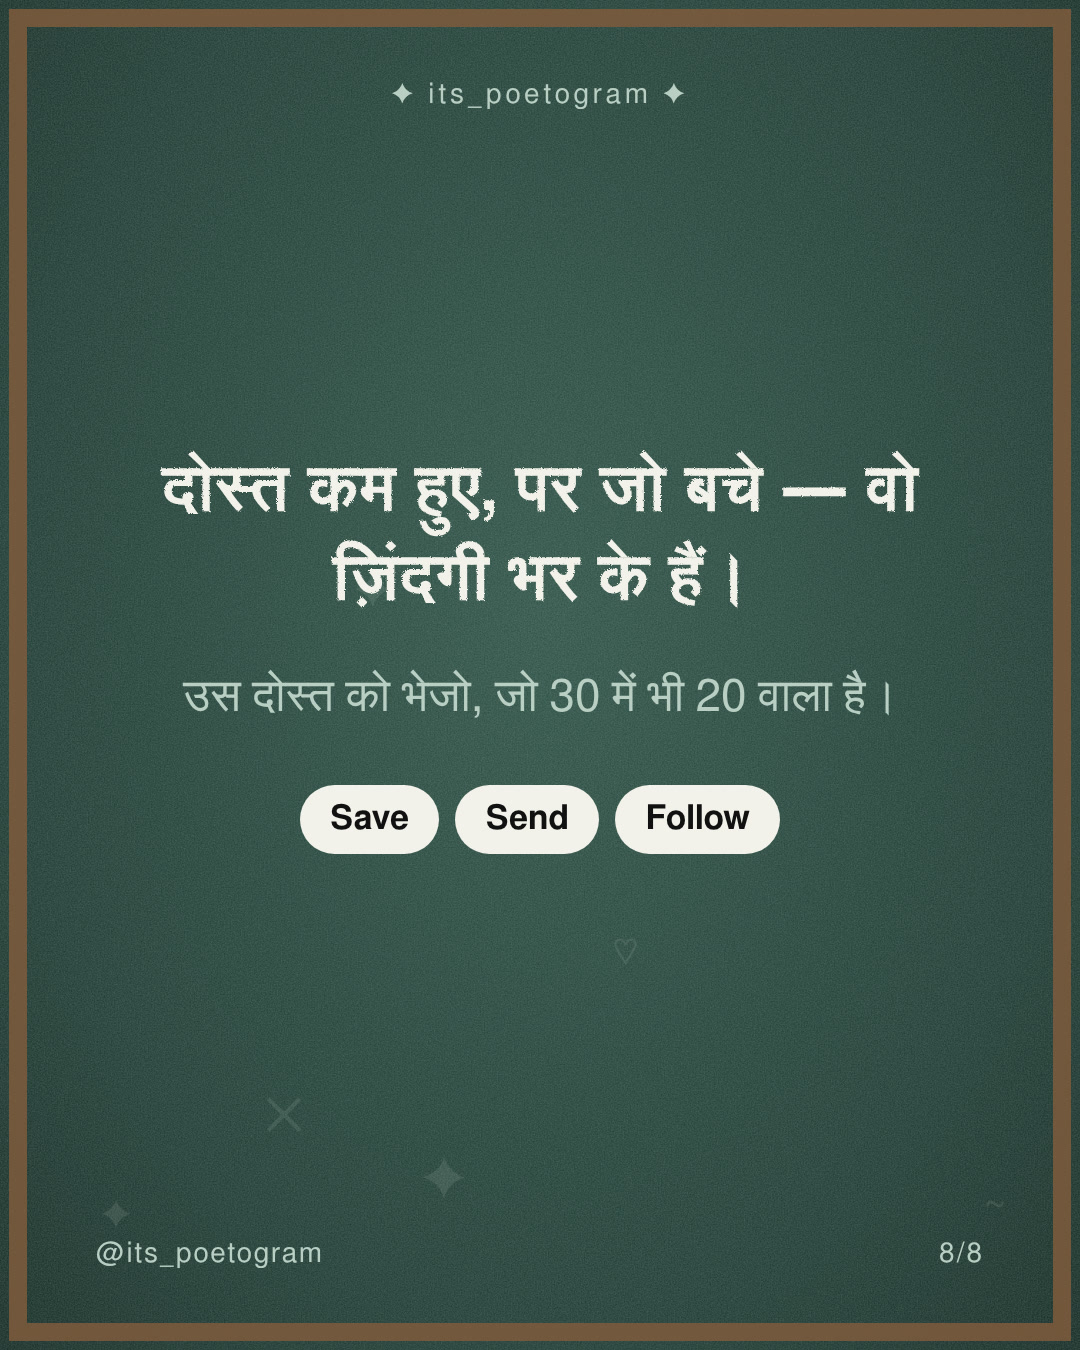 ✦ its_poetogram ✦
दोस्त कम हुए, पर जो बचे — वो
ज़िंदगी भर के हैं।
उस दोस्त को भेजो, जो 30 में भी 20 वाला है।
Save Send Follow
@its_poetogram 8/8